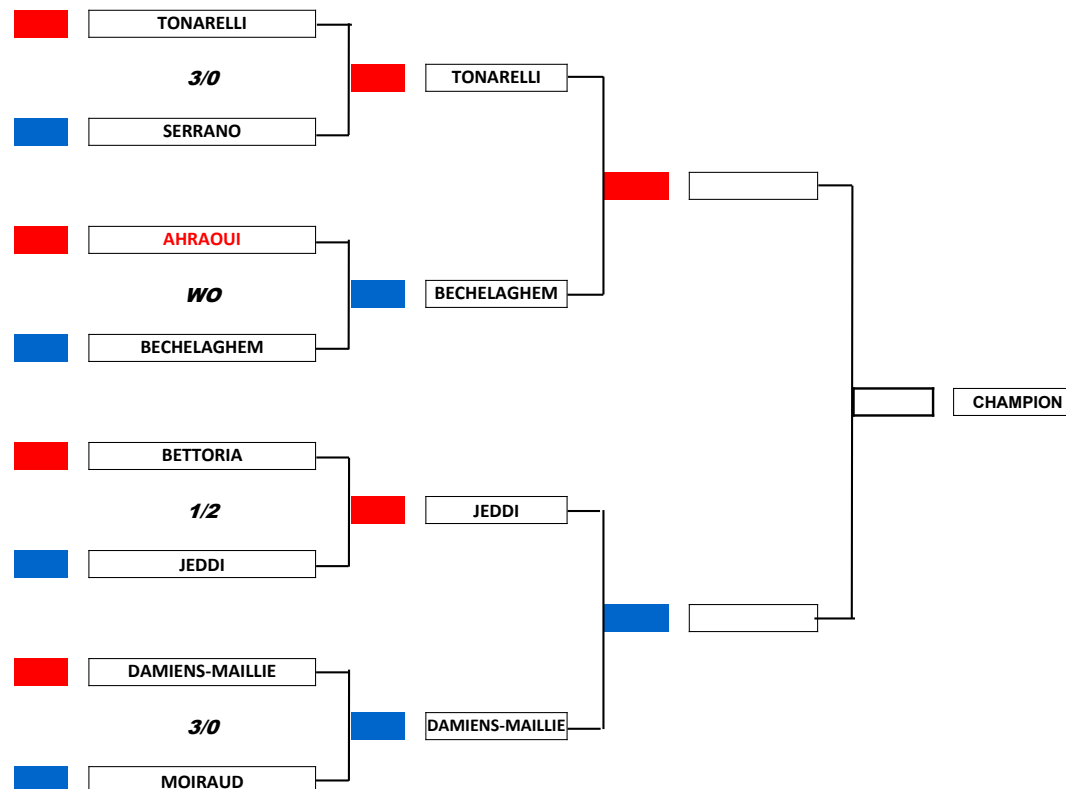 TONARELLI
3/0
SERRANO
TONARELLI
AHRAOUI
WO
BECHELAGHEM
BECHELAGHEM
BETTORIA
1/2
JEDDI
JEDDI
DAMIENS-MAILLIE
3/0
MOIRAUD
DAMIENS-MAILLIE
CHAMPION